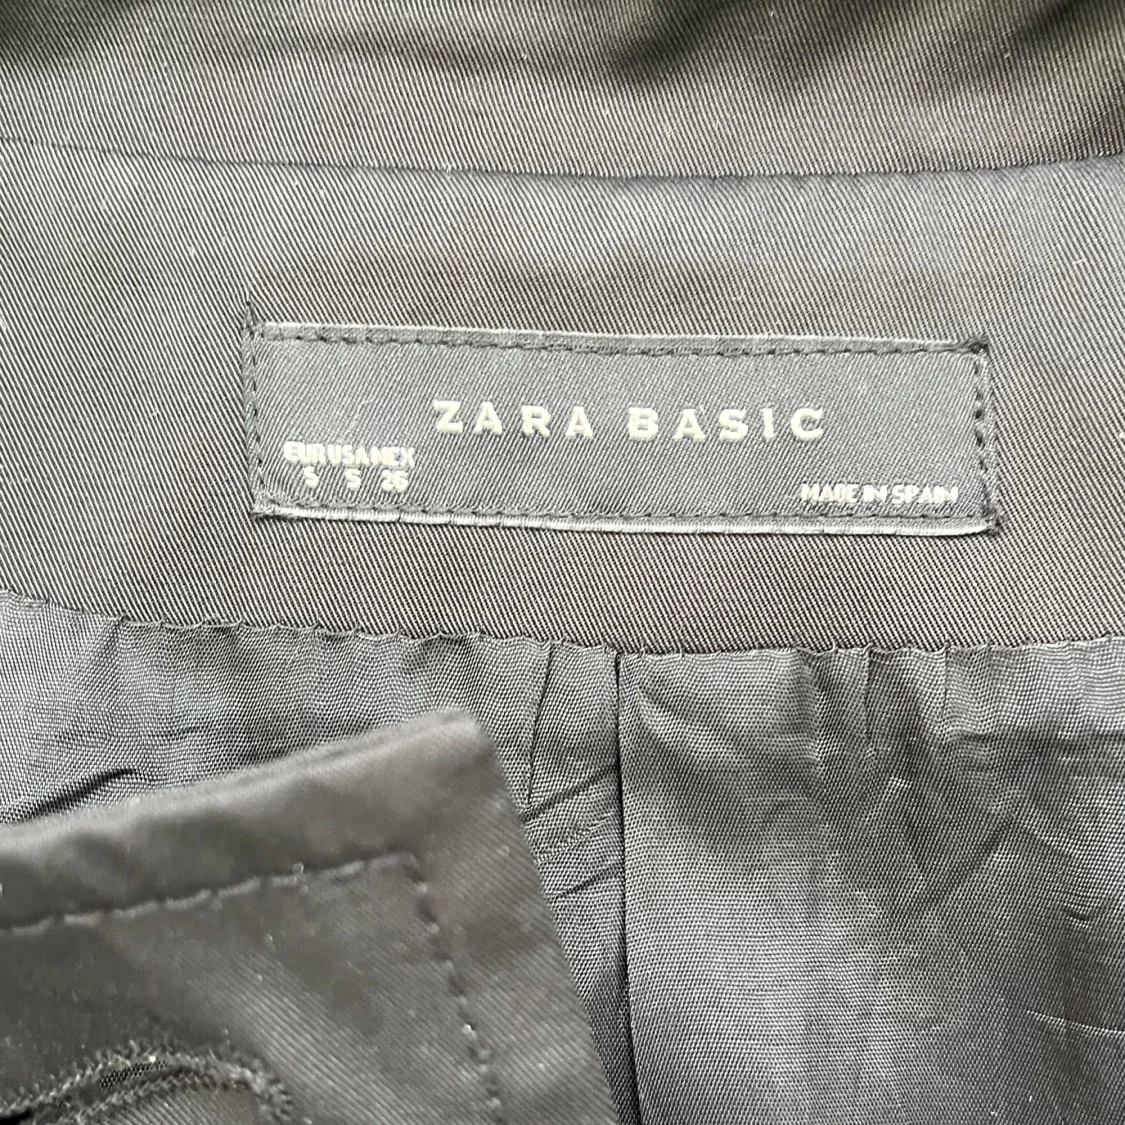 ZARA BASIC
EUR USA MEX
S S 26
MADE IN SPAIN